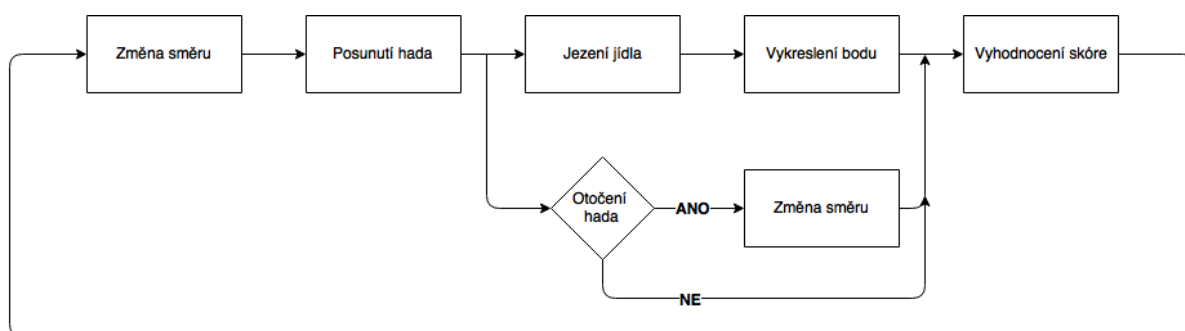 Změna směru
Posunutí hada
Jezení jídla
Vykreslení bodu
Vyhodnocení skóre
Otočení
hada
ANO
Změna směru
NE